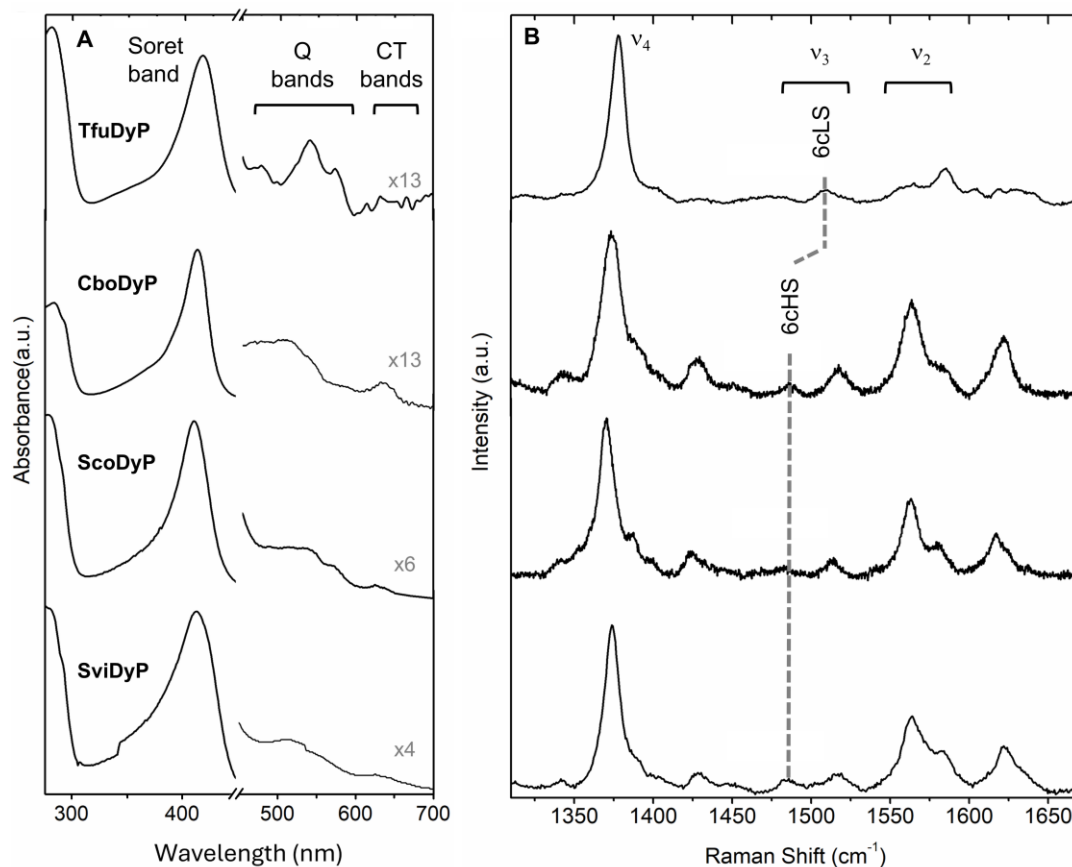 A
Soret
band
Q
bands
CT
bands
TfuDyP
x13
CboDyP
x13
ScoDyP
x6
SviDyP
x4
Absorbance(a.u.)
300
400
500
600
700
Wavelength (nm)
B
ν4
ν3
ν2
6cLS
6cHS
Intensity (a.u.)
1350
1400
1450
1500
1550
1600
1650
Raman Shift (cm-1)